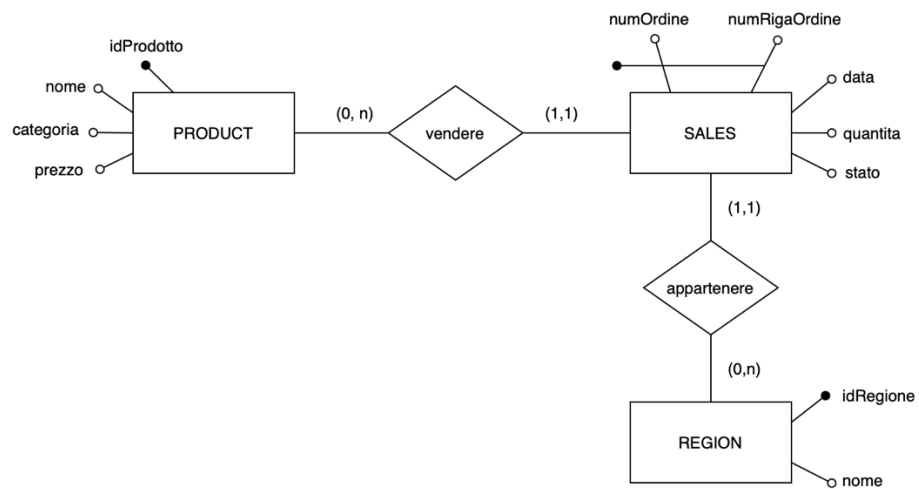 numOrdine
numRigaOrdine
idProdotto
nome
data
categoria
PRODUCT
(0, n)
vendere
(1,1)
SALES
quantita
prezzo
stato
(1,1)
appartenere
(0,n)
idRegione
REGION
nome